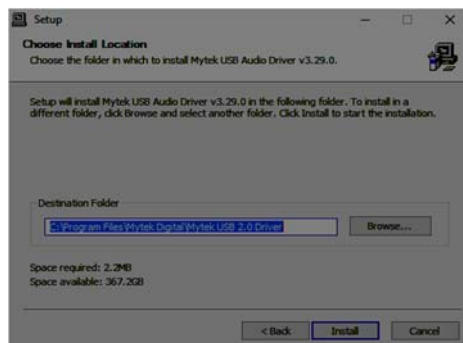 Setup
Choose Install Location
Choose the folder in which to install Mytek USB Audio Driver v3.29.0.
Setup will install Mytek USB Audio Driver v3.29.0 in the following folder. To install in a
different folder, click Browse and select another folder. Click Install to start the installation.
Destination Folder
C:\Program Files\Mytek Digital\Mytek USB 2.0 Driver
Browse...
Space required: 2.2MB
Space available: 367.2GB
< Back
Install
Cancel